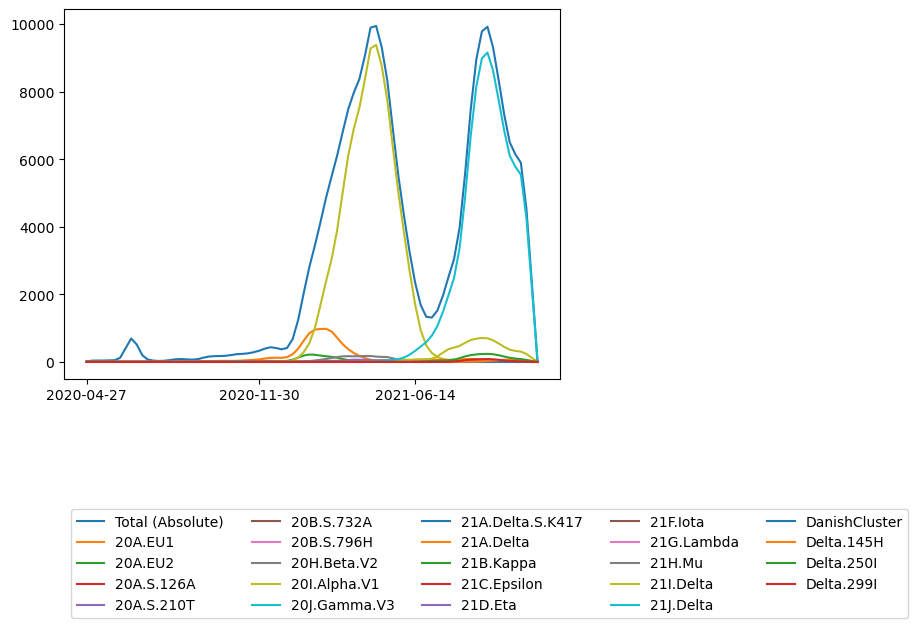 10000
8000
6000
4000
2000
0
2020-04-27 2020-11-30 2021-06-14
Total (Absolute) 20B.S.732A 21A.Delta.S.K417 21F.Iota DanishCluster
20A.EU1 20B.S.796H 21A.Delta 21G.Lambda Delta.145H
20A.EU2 20H.Beta.V2 21B.Kappa 21H.Mu Delta.250I
20A.S.126A 20I.Alpha.V1 21C.Epsilon 21I.Delta Delta.299I
20A.S.210T 20J.Gamma.V3 21D.Eta 21J.Delta